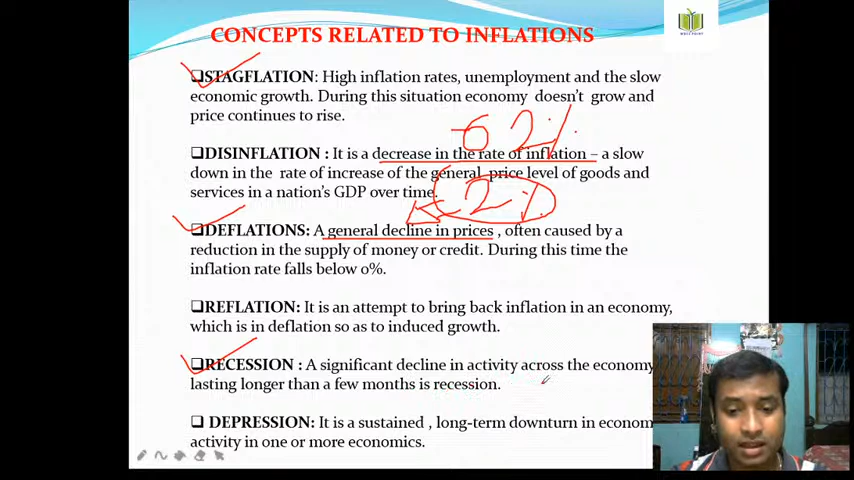 CONCEPTS RELATED TO INFLATIONS
STAGFLATION: High inflation rates, unemployment and the slow
economic growth. During this situation economy doesn't grow and
price continues to rise.
DISINFLATION : It is a decrease in the rate of inflation – a slow
down in the rate of increase of the general price level of goods and
services in a nation's GDP over time.
DEFLATIONS: A general decline in prices , often caused by a
reduction in the supply of money or credit. During this time the
inflation rate falls below 0%.
REFLATION: It is an attempt to bring back inflation in an economy,
which is in deflation so as to induced growth.
RECESSION : A significant decline in activity across the economy
lasting longer than a few months is recession.
DEPRESSION: It is a sustained , long-term downturn in econom
activity in one or more economics.
2%
2%